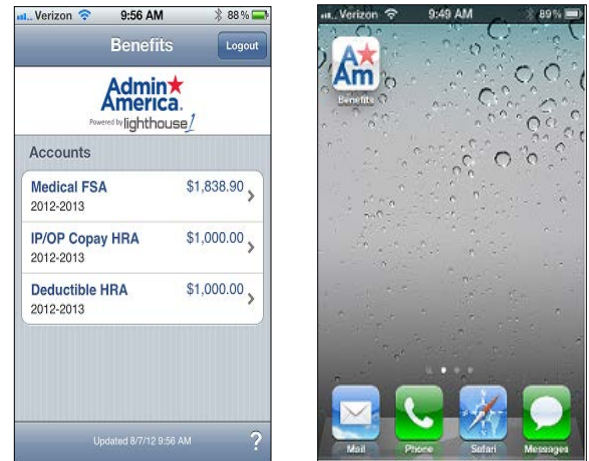 Verizon 9:56 AM 88%
Benefits Logout
Admin
America.
Powered by lighthouse1
Accounts
Medical FSA $1,838.90
2012-2013
IP/OP Copay HRA $1,000.00
2012-2013
Deductible HRA $1,000.00
2012-2013
Updated 8/7/12 9:56 AM ?
Verizon 9:49 AM 89%
A
Am
Benefits
Mail Phone Safari Messages